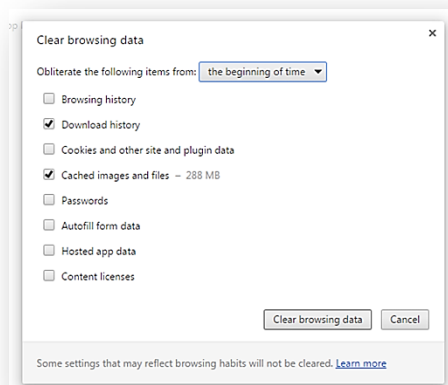 Clear browsing data
Obliterate the following items from: the beginning of time
Browsing history
Download history
Cookies and other site and plugin data
Cached images and files – 288 MB
Passwords
Autofill form data
Hosted app data
Content licenses
Clear browsing data Cancel
Some settings that may reflect browsing habits will not be cleared. Learn more